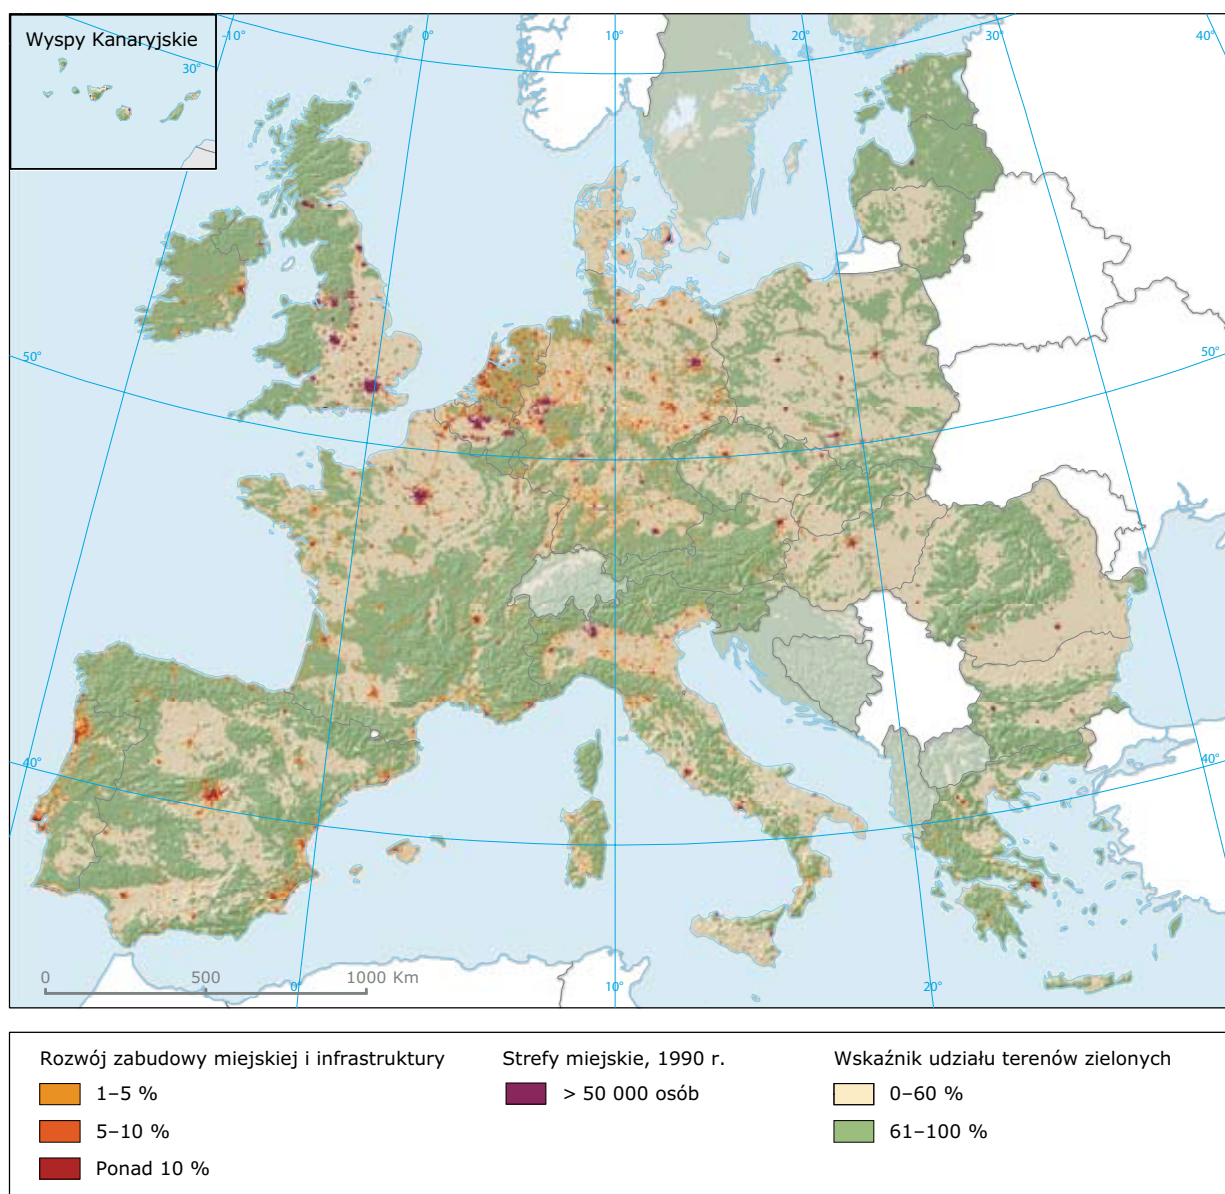 Wyspy Kanaryjskie
30°
-10°
0°
10°
20°
30°
40°
50°
50°
40°
40°
0 500 1000 Km
0°
10°
20°
Rozwój zabudowy miejskiej i infrastruktury
1–5 %
5–10 %
Ponad 10 %
Strefy miejskie, 1990 r.
> 50 000 osób
Wskaźnik udziału terenów zielonych
0–60 %
61–100 %